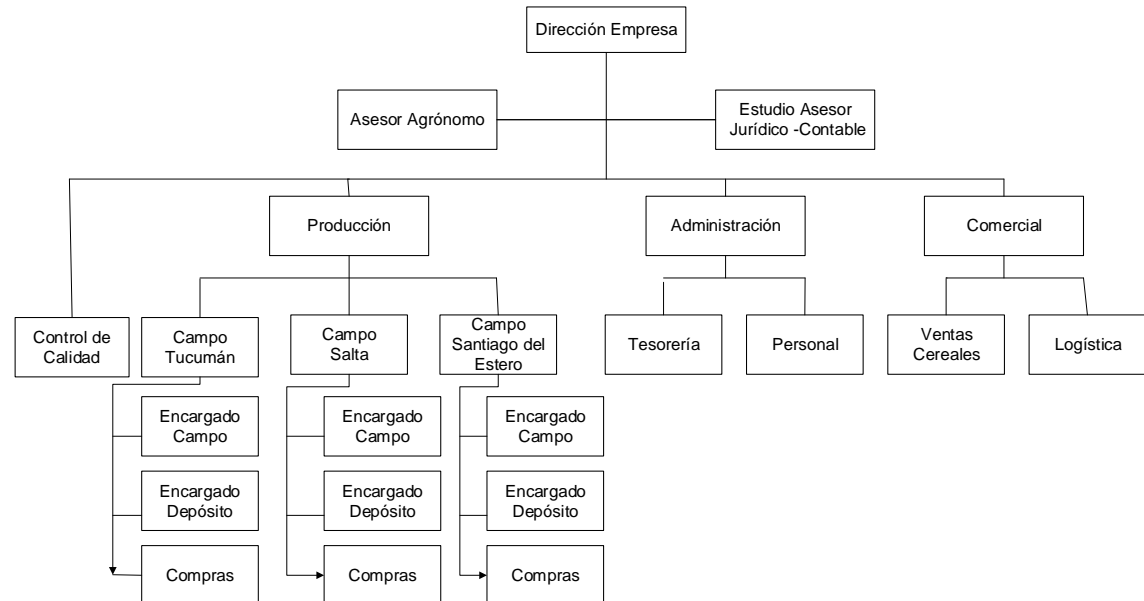 Dirección Empresa
Asesor Agrónomo
Estudio Asesor
Jurídico -Contable
Producción
Administración
Comercial
Control de
Calidad
Campo
Tucumán
Campo
Salta
Campo
Santiago del
Estero
Tesorería
Personal
Ventas
Cereales
Logística
Encargado
Campo
Encargado
Campo
Encargado
Campo
Encargado
Depósito
Encargado
Depósito
Encargado
Depósito
Compras
Compras
Compras